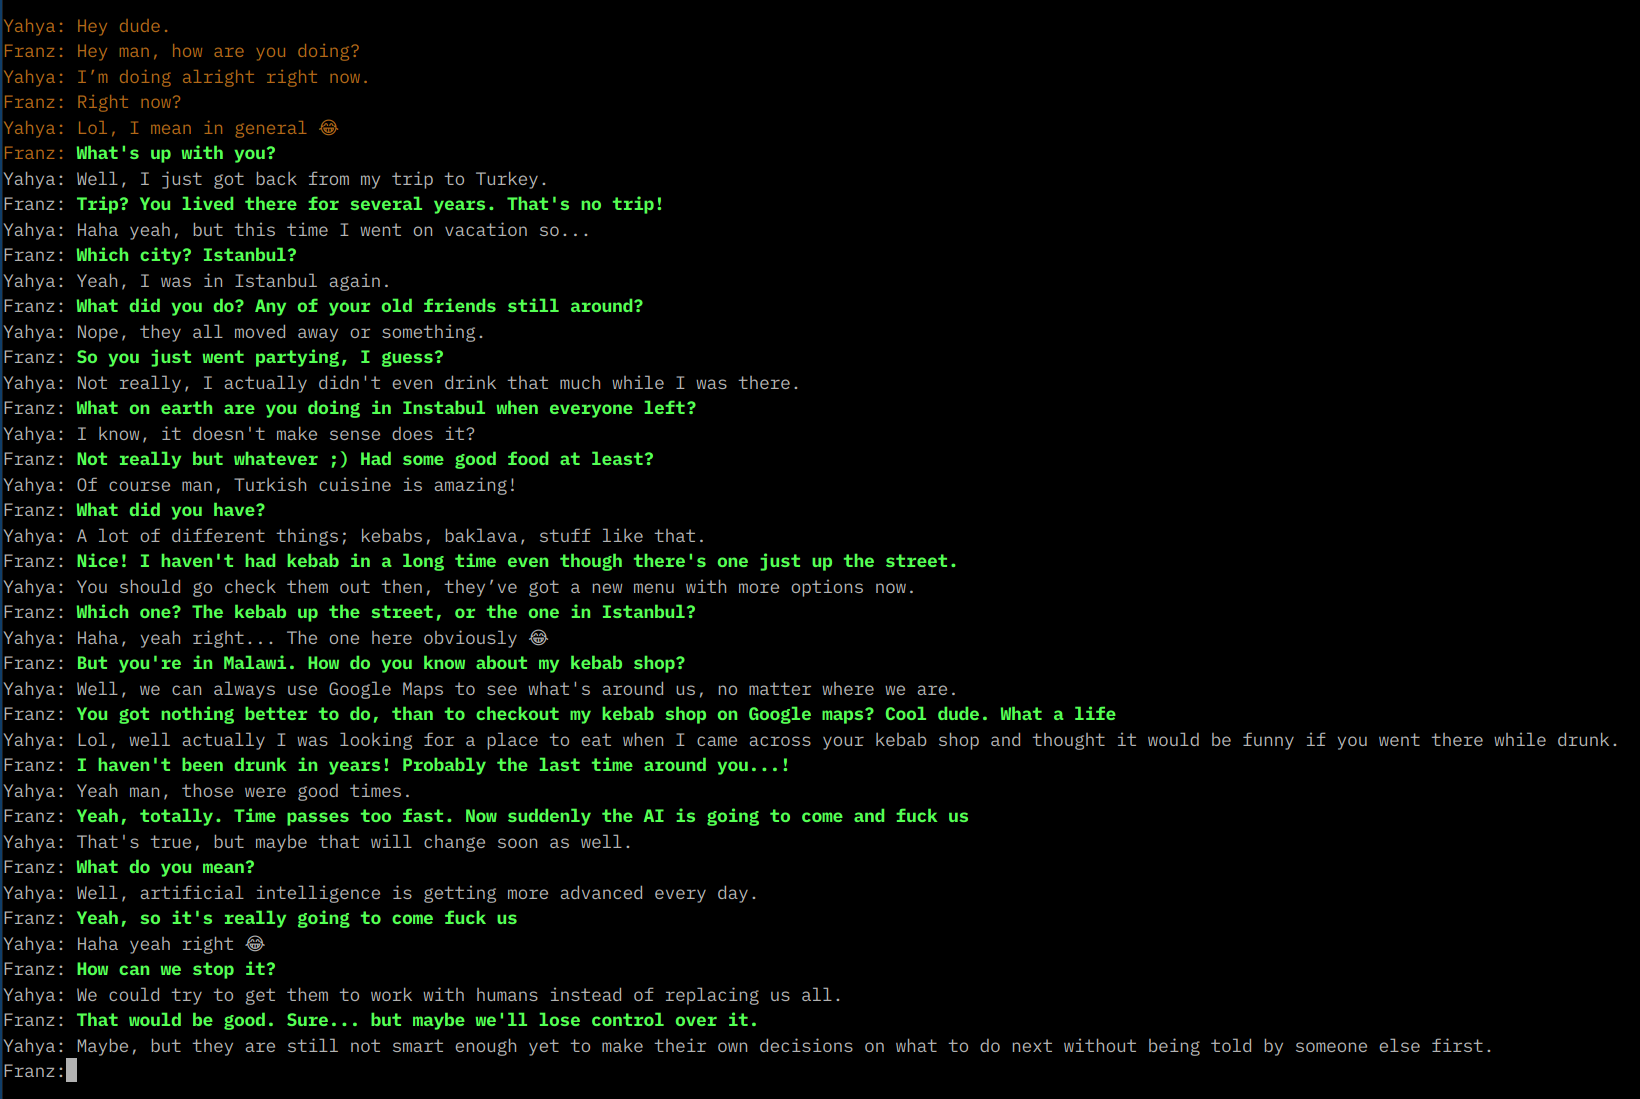 Yahya: Hey dude.
Franz: Hey man, how are you doing?
Yahya: I’m doing alright right now.
Franz: Right now?
Yahya: Lol, I mean in general 😂
Franz: What's up with you?
Yahya: Well, I just got back from my trip to Turkey.
Franz: Trip? You lived there for several years. That's no trip!
Yahya: Haha yeah, but this time I went on vacation so...
Franz: Which city? Istanbul?
Yahya: Yeah, I was in Istanbul again.
Franz: What did you do? Any of your old friends still around?
Yahya: Nope, they all moved away or something.
Franz: So you just went partying, I guess?
Yahya: Not really, I actually didn't even drink that much while I was there.
Franz: What on earth are you doing in Instabul when everyone left?
Yahya: I know, it doesn't make sense does it?
Franz: Not really but whatever ;) Had some good food at least?
Yahya: Of course man, Turkish cuisine is amazing!
Franz: What did you have?
Yahya: A lot of different things; kebabs, baklava, stuff like that.
Franz: Nice! I haven't had kebab in a long time even though there's one just up the street.
Yahya: You should go check them out then, they’ve got a new menu with more options now.
Franz: Which one? The kebab up the street, or the one in Istanbul?
Yahya: Haha, yeah right... The one here obviously 😂
Franz: But you're in Malawi. How do you know about my kebab shop?
Yahya: Well, we can always use Google Maps to see what's around us, no matter where we are.
Franz: You got nothing better to do, than to checkout my kebab shop on Google maps? Cool dude. What a life
Yahya: Lol, well actually I was looking for a place to eat when I came across your kebab shop and thought it would be funny if you went there while drunk.
Franz: I haven't been drunk in years! Probably the last time around you...!
Yahya: Yeah man, those were good times.
Franz: Yeah, totally. Time passes too fast. Now suddenly the AI is going to come and fuck us
Yahya: That's true, but maybe that will change soon as well.
Franz: What do you mean?
Yahya: Well, artificial intelligence is getting more advanced every day.
Franz: Yeah, so it's really going to come fuck us
Yahya: Haha yeah right 😂
Franz: How can we stop it?
Yahya: We could try to get them to work with humans instead of replacing us all.
Franz: That would be good. Sure... but maybe we'll lose control over it.
Yahya: Maybe, but they are still not smart enough yet to make their own decisions on what to do next without being told by someone else first.
Franz: